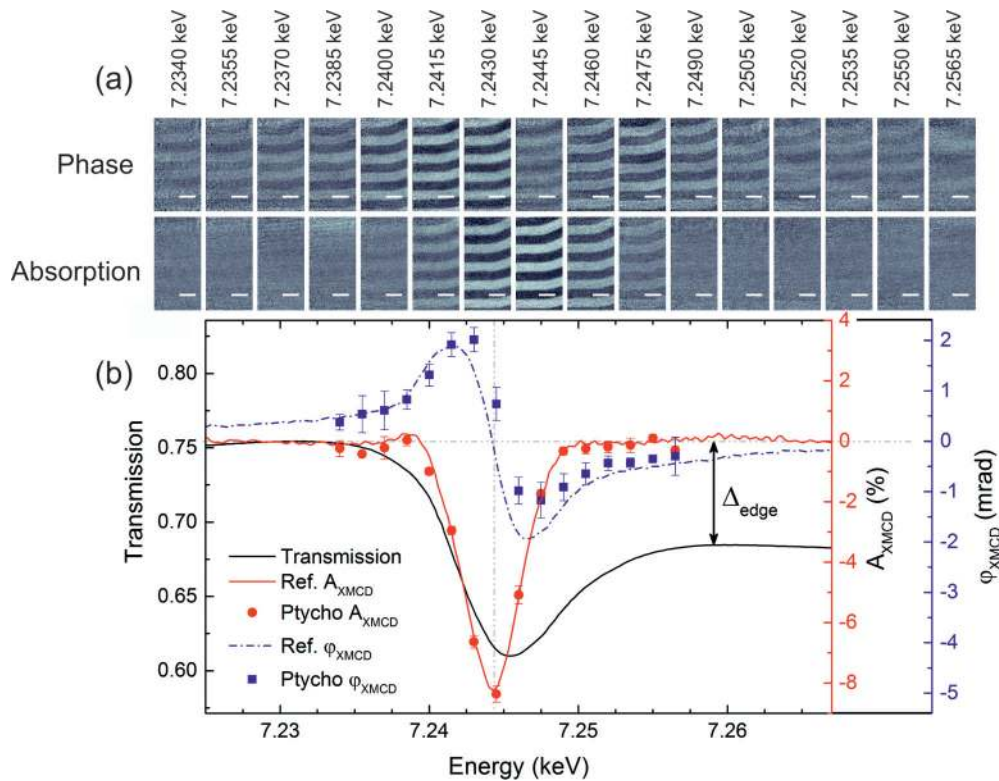 (a)
7.2340 keV
7.2355 keV
7.2370 keV
7.2385 keV
7.2400 keV
7.2415 keV
7.2430 keV
7.2445 keV
7.2460 keV
7.2475 keV
7.2490 keV
7.2505 keV
7.2520 keV
7.2535 keV
7.2550 keV
7.2565 keV
Phase
Absorption
(b)
Transmission
0.80
0.75
0.70
0.65
0.60
Transmission
Ref. A_XMCD
Ptycho A_XMCD
Ref. φ_XMCD
Ptycho φ_XMCD
Δ_edge
4
2
0
-2
-4
-6
-8
A_XMCD (%)
2
1
0
-1
-2
-3
-4
-5
φ_XMCD (mrad)
7.23
7.24
7.25
7.26
Energy (keV)